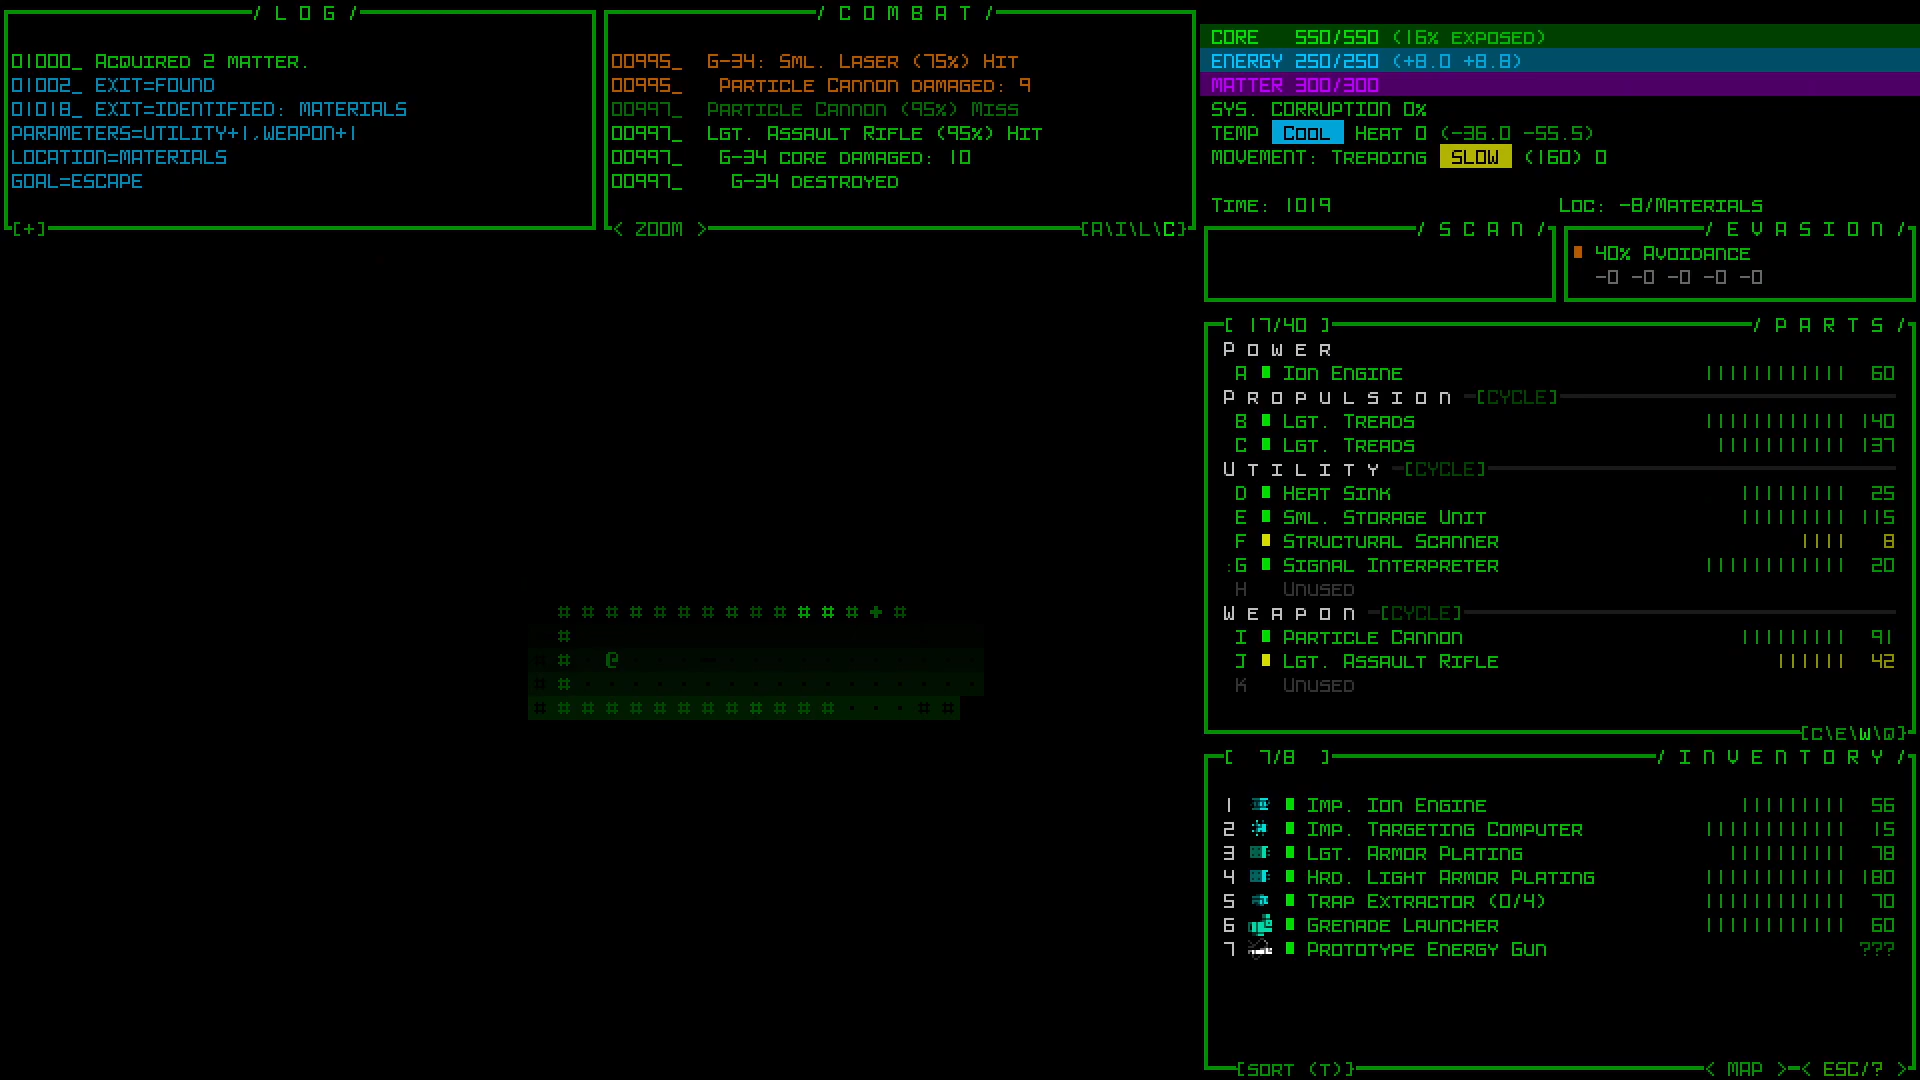 / L O G /
01000_ Acquired 2 matter.
01002_ EXIT=FOUND
01018_ EXIT=IDENTIFIED: MATERIALS
PARAMETERS=UTILITY+1,WEAPON+1
LOCATION=MATERIALS
GOAL=ESCAPE
[+]
/ C O M B A T /
00995_ G-34: Sml. Laser (75%) Hit
00995_ Particle Cannon damaged: 9
00997_ Particle Cannon (95%) Miss
00997_ Lgt. Assault Rifle (95%) Hit
00997_ G-34 core damaged: 10
00997_ G-34 destroyed
< ZOOM >
[A\I\L\C]
CORE 550/550 (16% EXPOSED)
ENERGY 250/250 (+8.0 +8.8)
MATTER 300/300
SYS. CORRUPTION 0%
TEMP Cool Heat 0 (-36.0 -55.5)
MOVEMENT: Treading SLOW (160) 0
Time: 1019 Loc: -8/Materials
/ S C A N /
/ E V A S I O N /
40% Avoidance
-0 -0 -0 -0 -0
# # # # # # # # # # # # # + #
#
# @
# #
# # # # # # # # # # # # # . . . # #
[ 17/40 ] / P A R T S /
P o w e r
A Ion Engine 60
P r o p u l s i o n [CYCLE]
B Lgt. Treads 140
C Lgt. Treads 137
U t i l i t y [CYCLE]
D Heat Sink 25
E Sml. Storage Unit 115
F Structural Scanner 8
:G Signal Interpreter 20
H Unused
W e a p o n [CYCLE]
I Particle Cannon 91
J Lgt. Assault Rifle 42
K Unused
[C\E\W\Q]
[ 7/8 ] / I N V E N T O R Y /
1 Imp. Ion Engine 56
2 Imp. Targeting Computer 15
3 Lgt. Armor Plating 78
4 Hrd. Light Armor Plating 180
5 Trap Extractor (0/4) 70
6 Grenade Launcher 60
7 Prototype Energy Gun ???
[SORT (T)]
< MAP > < ESC/? >